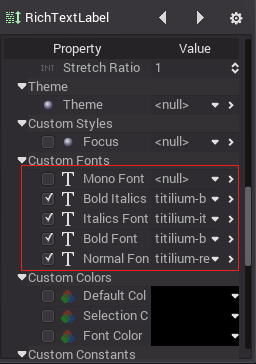 RichTextLabel
Property Value
INT Stretch Ratio 1
Theme
Theme <null>
Custom Styles
Focus <null>
Custom Fonts
Mono Font <null>
Bold Italics titilium-b
Italics Font titilium-it
Bold Font titilium-b
Normal Fon titilium-re
Custom Colors
Default Col
Selection C
Font Color
Custom Constants